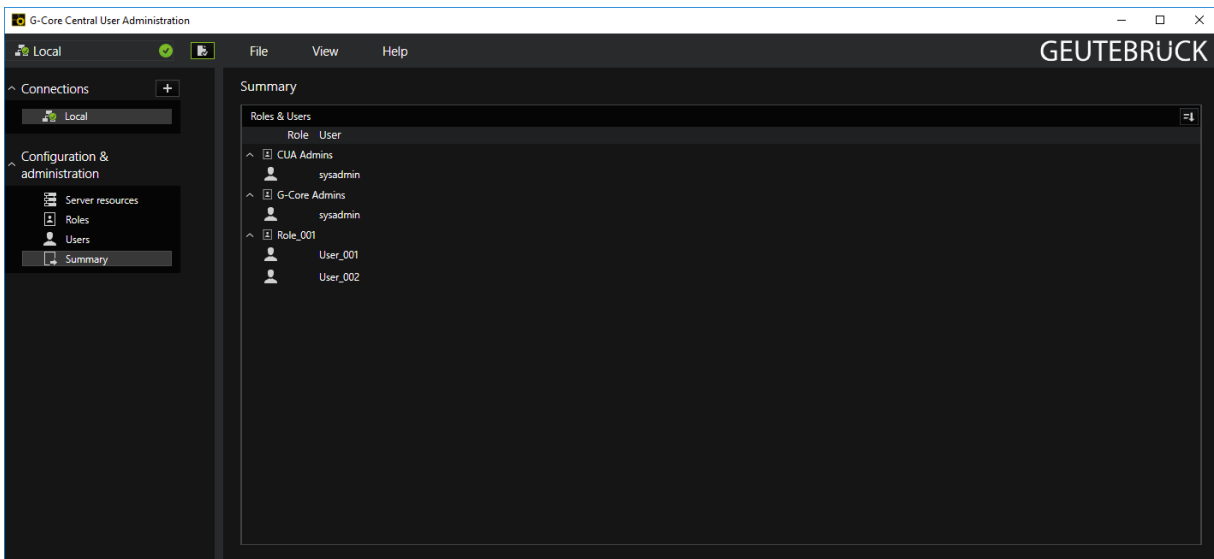 G-Core Central User Administration
Local
File View Help
GEUTEBRÜCK
Connections
Local
Configuration &
administration
Server resources
Roles
Users
Summary
Summary
Roles & Users
Role User
CUA Admins
sysadmin
G-Core Admins
sysadmin
Role_001
User_001
User_002